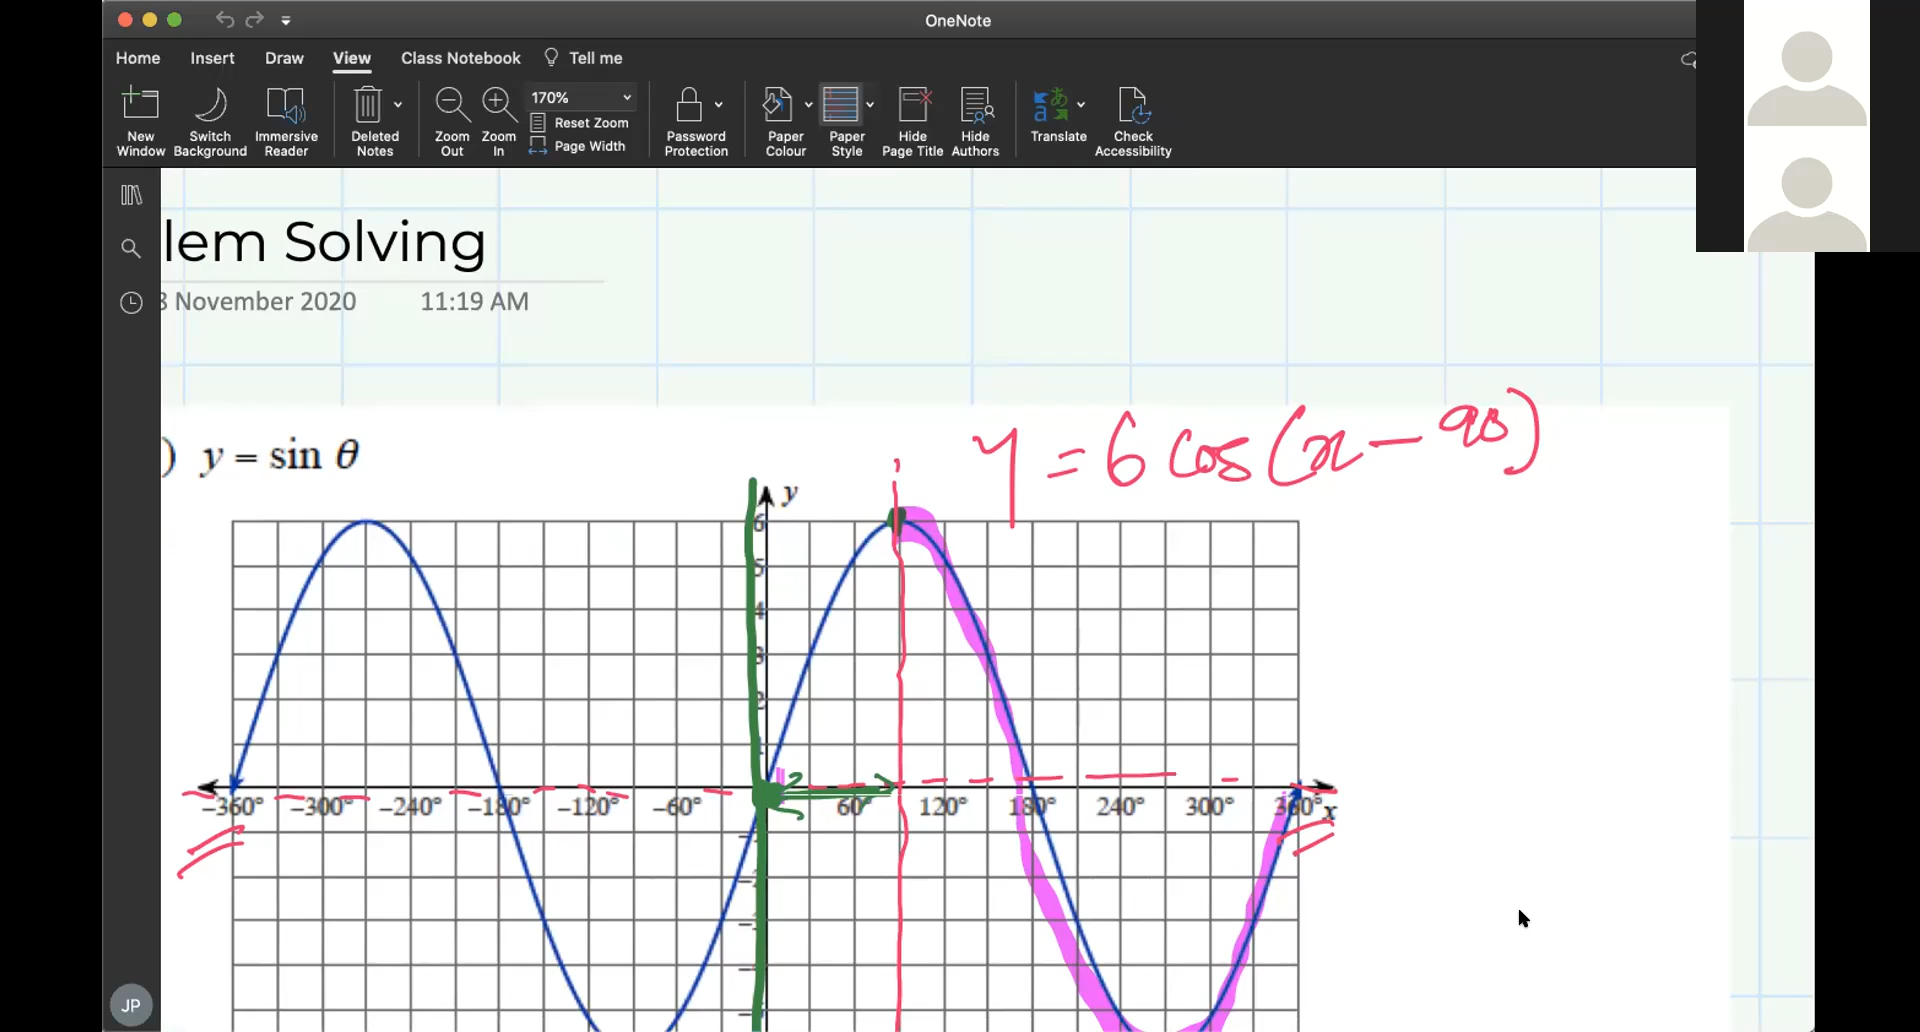 OneNote
Home Insert Draw View Class Notebook Tell me
170%
Reset Zoom
Page Width
New Window
Switch Background
Immersive Reader
Deleted Notes
Zoom Out
Zoom In
Password Protection
Paper Colour
Paper Style
Hide Page Title
Hide Authors
Translate
Check Accessibility
lem Solving
3 November 2020 11:19 AM
) y = sin θ
y = 6 cos(x - 90)
y
6
5
4
3
2
1
-360° -300° -240° -180° -120° -60° 60° 120° 180° 240° 300° 360° x
JP